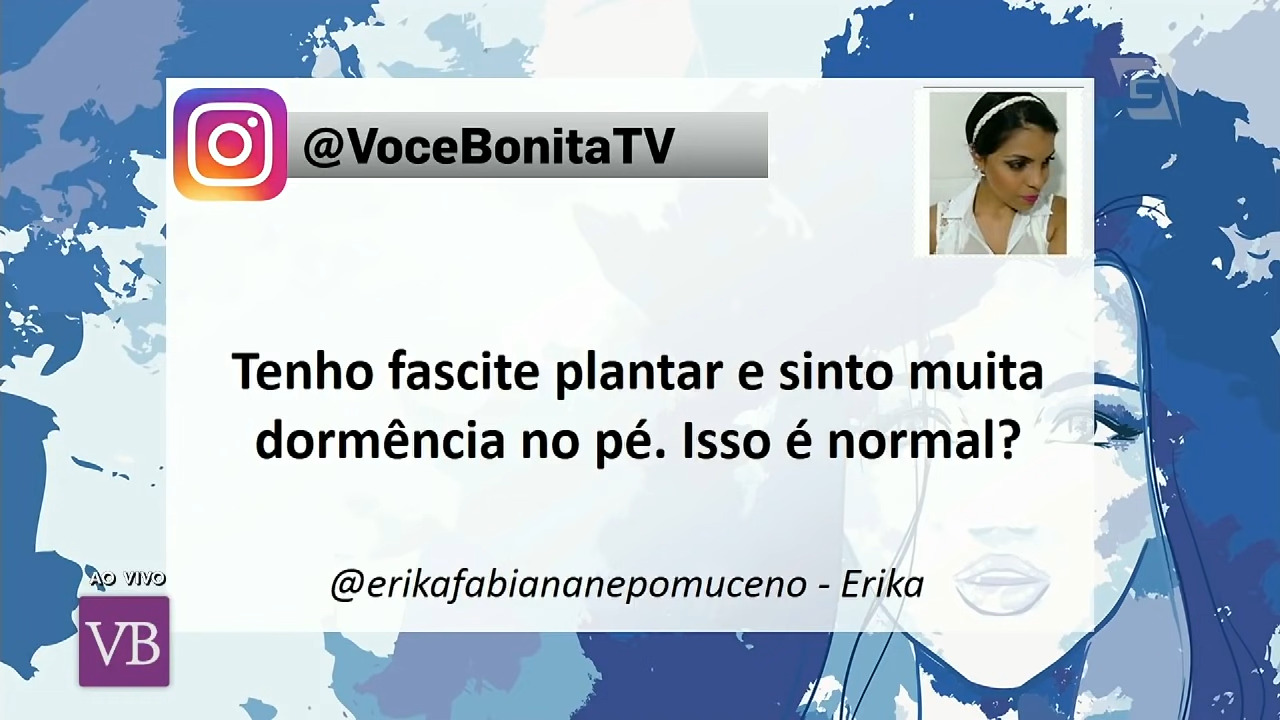 @VoceBonitaTV
Tenho fascite plantar e sinto muita
dormência no pé. Isso é normal?
@erikafabiananepomuceno - Erika
AO VIVO
VB